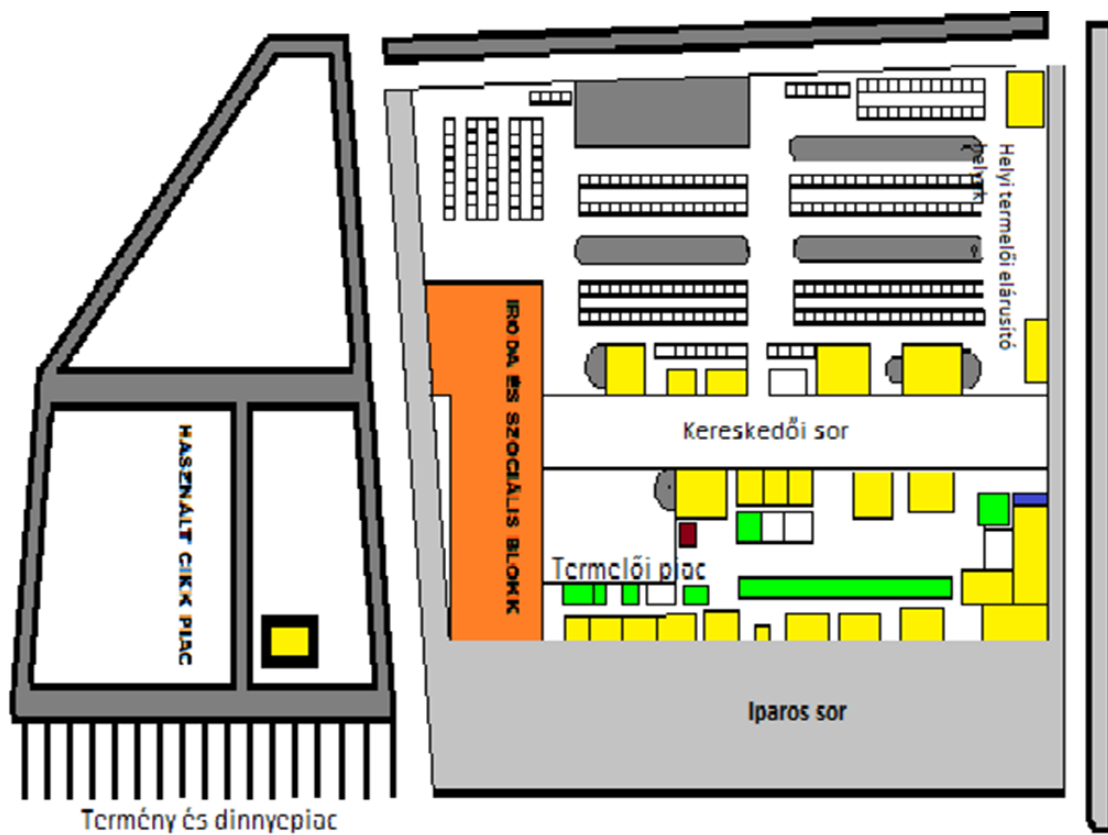 Helyi termelői elárusító
helyek
IRODA ÉS SZOCIÁLIS BLOKK
Kereskedői sor
HASZNÁLT CIKK PIAC
Termelői piac
Iparos sor
Termény és dinnyepiac